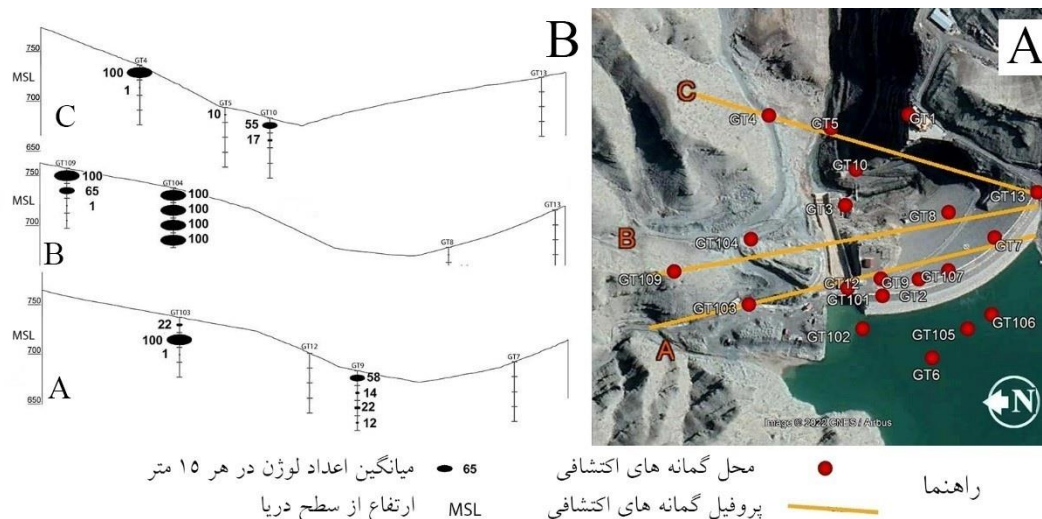 B
C
MSL
750
700
650
GT4
100
1
GT5
10
GT10
55
17
GT13
B
MSL
750
700
GT109
100
65
1
GT104
100
100
100
100
GT8
GT13
A
MSL
750
700
650
GT103
22
100
1
GT12
GT9
58
14
22
12
GT7
A
C
GT4
GT5
GT1
GT10
GT13
GT3
GT8
B
GT104
GT7
GT109
GT12
GT9
GT107
GT103
GT101
GT2
A
GT102
GT105
GT106
GT6
N
Image © 2022 CNES / Airbus
راهنما
محل گمانه های اکتشافی
پروفیل گمانه های اکتشافی
65 میانگین اعداد لوژن در هر ۱۵ متر
MSL ارتفاع از سطح دریا